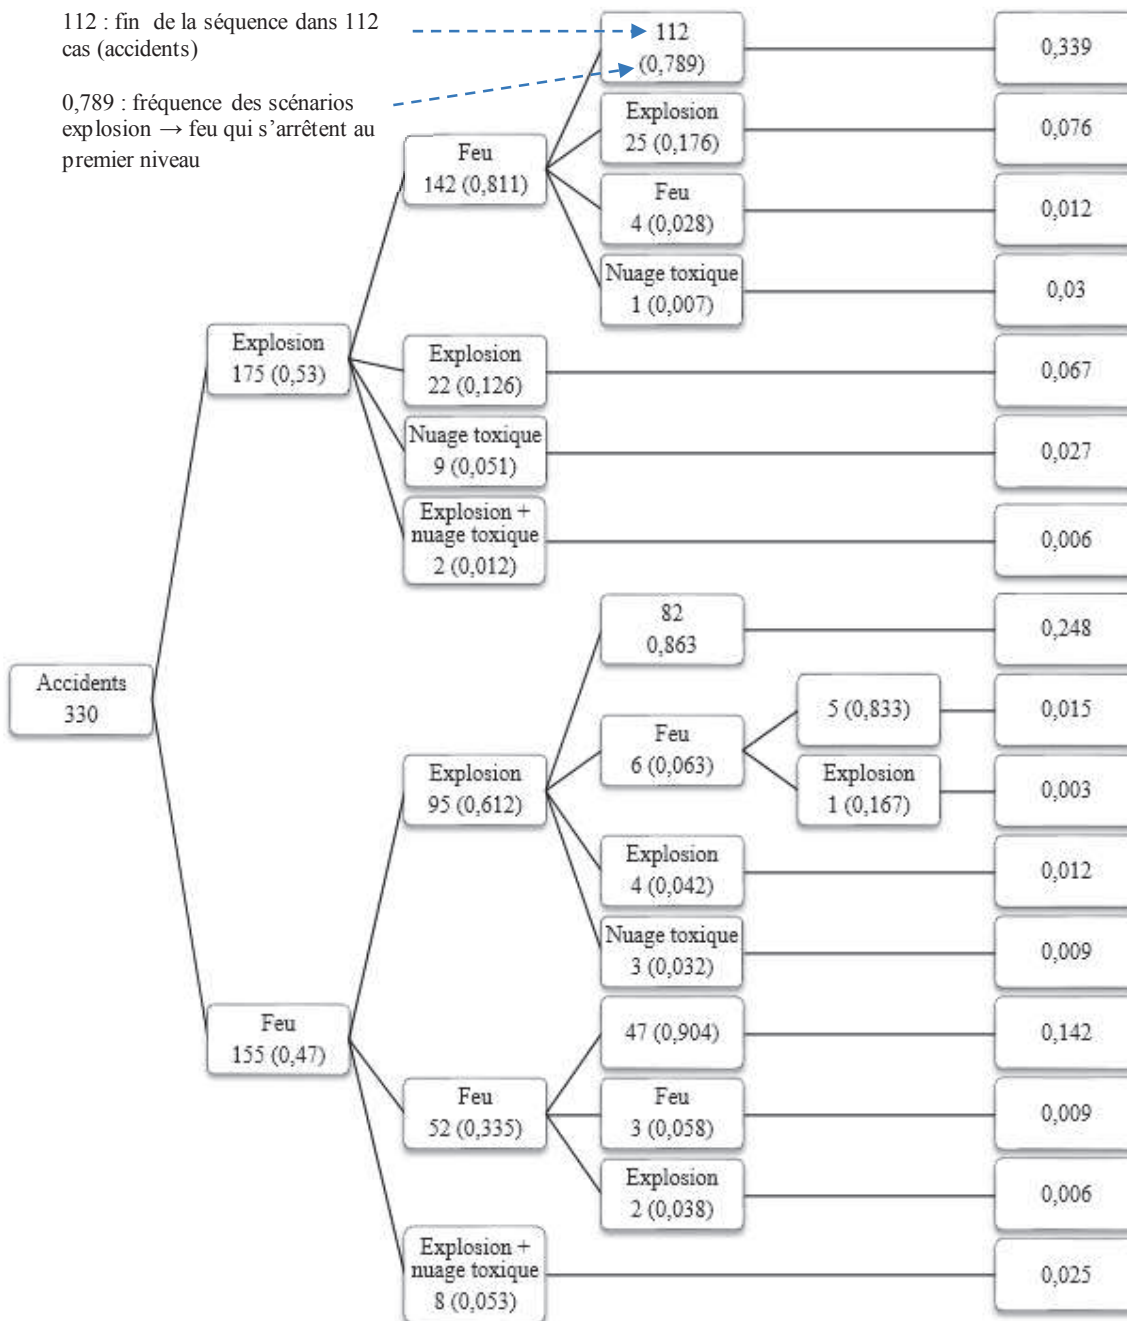 112 : fin de la séquence dans 112
cas (accidents)
0,789 : fréquence des scénarios
explosion → feu qui s'arrêtent au
premier niveau
112
(0,789)
0,339
Explosion
25 (0,176)
0,076
Feu
142 (0,811)
Feu
4 (0,028)
0,012
Nuage toxique
1 (0,007)
0,03
Explosion
175 (0,53)
Explosion
22 (0,126)
0,067
Nuage toxique
9 (0,051)
0,027
Explosion +
nuage toxique
2 (0,012)
0,006
82
0,863
0,248
Accidents
330
5 (0,833)
0,015
Feu
6 (0,063)
Explosion
95 (0,612)
Explosion
1 (0,167)
0,003
Explosion
4 (0,042)
0,012
Nuage toxique
3 (0,032)
0,009
Feu
155 (0,47)
47 (0,904)
0,142
Feu
52 (0,335)
Feu
3 (0,058)
0,009
Explosion
2 (0,038)
0,006
Explosion +
nuage toxique
8 (0,053)
0,025